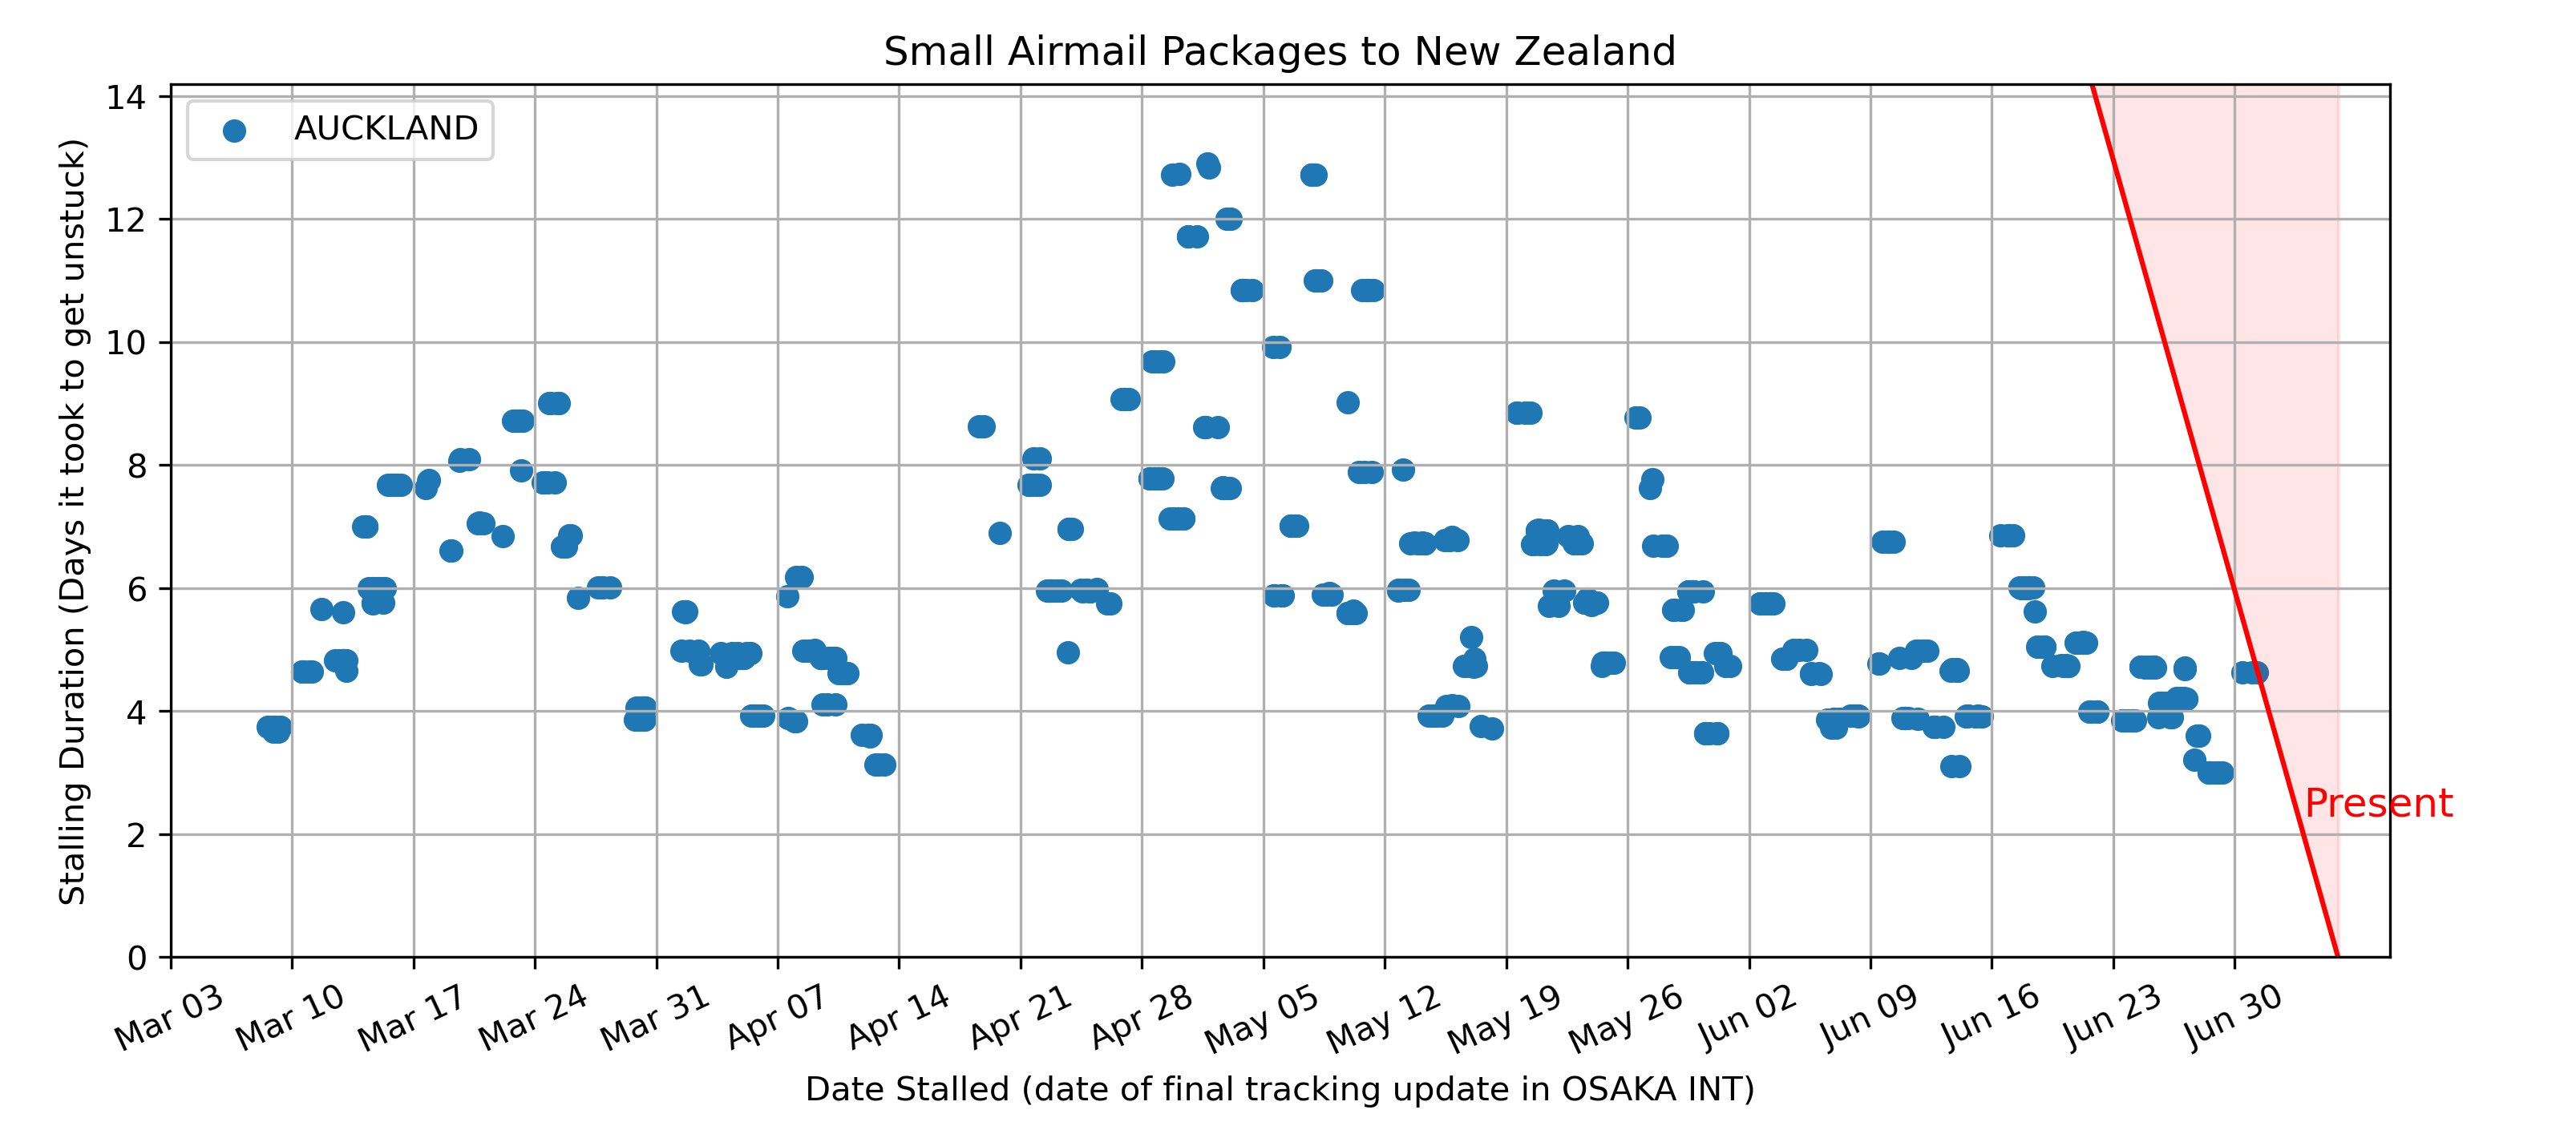 Small Airmail Packages to New Zealand
AUCKLAND
Stalling Duration (Days it took to get unstuck)
14
12
10
8
6
4
2
0
Present
Mar 03
Mar 10
Mar 17
Mar 24
Mar 31
Apr 07
Apr 14
Apr 21
Apr 28
May 05
May 12
May 19
May 26
Jun 02
Jun 09
Jun 16
Jun 23
Jun 30
Date Stalled (date of final tracking update in OSAKA INT)